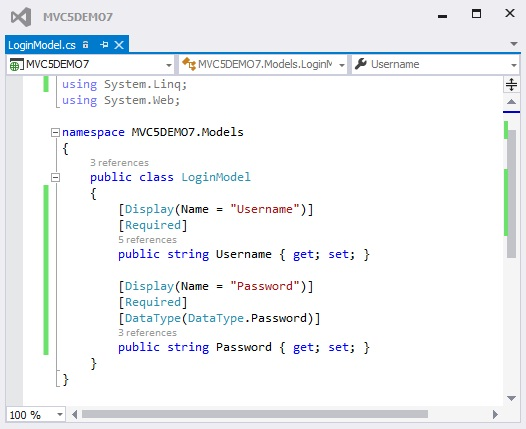 MVC5DEMO7
LoginModel.cs
MVC5DEMO7
MVC5DEMO7.Models.LoginM
Username
using System.Linq;
using System.Web;
namespace MVC5DEMO7.Models
{
3 references
public class LoginModel
{
[Display(Name = "Username")]
[Required]
5 references
public string Username { get; set; }
[Display(Name = "Password")]
[Required]
[DataType(DataType.Password)]
3 references
public string Password { get; set; }
}
}
100 %